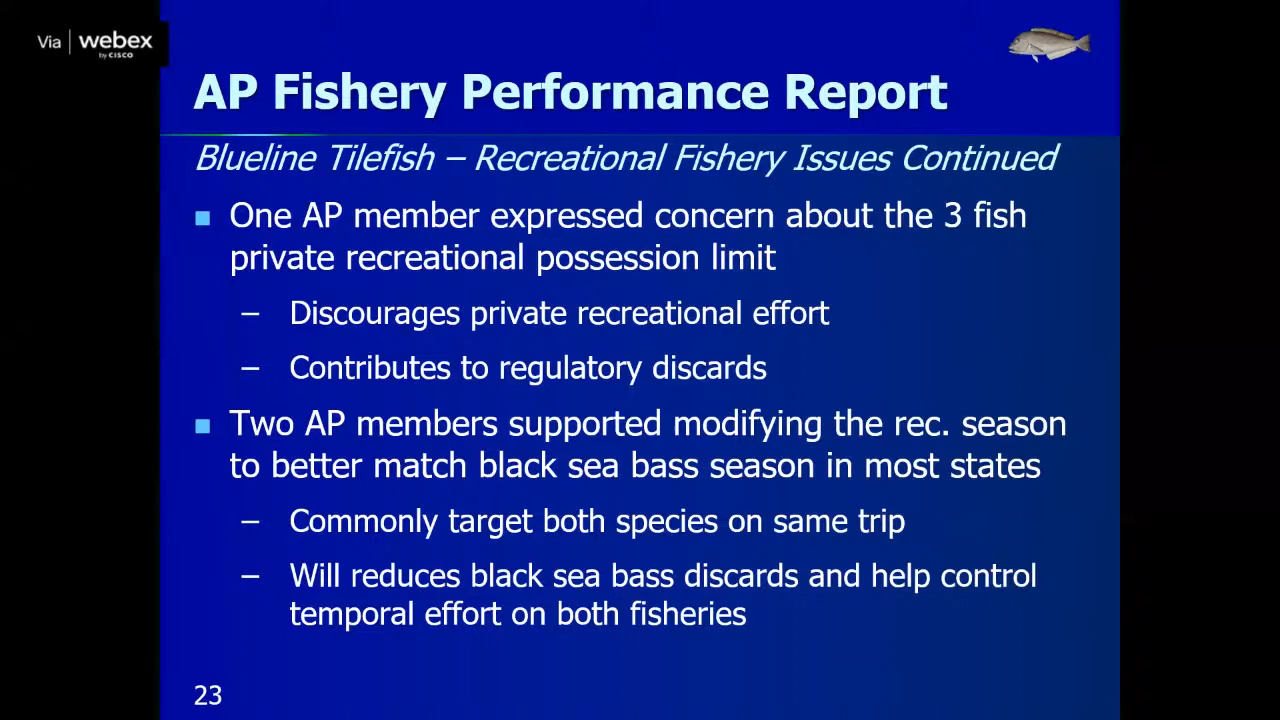 Via webex
by CISCO
AP Fishery Performance Report
Blueline Tilefish – Recreational Fishery Issues Continued
One AP member expressed concern about the 3 fish
private recreational possession limit
– Discourages private recreational effort
– Contributes to regulatory discards
Two AP members supported modifying the rec. season
to better match black sea bass season in most states
– Commonly target both species on same trip
– Will reduces black sea bass discards and help control
temporal effort on both fisheries
23